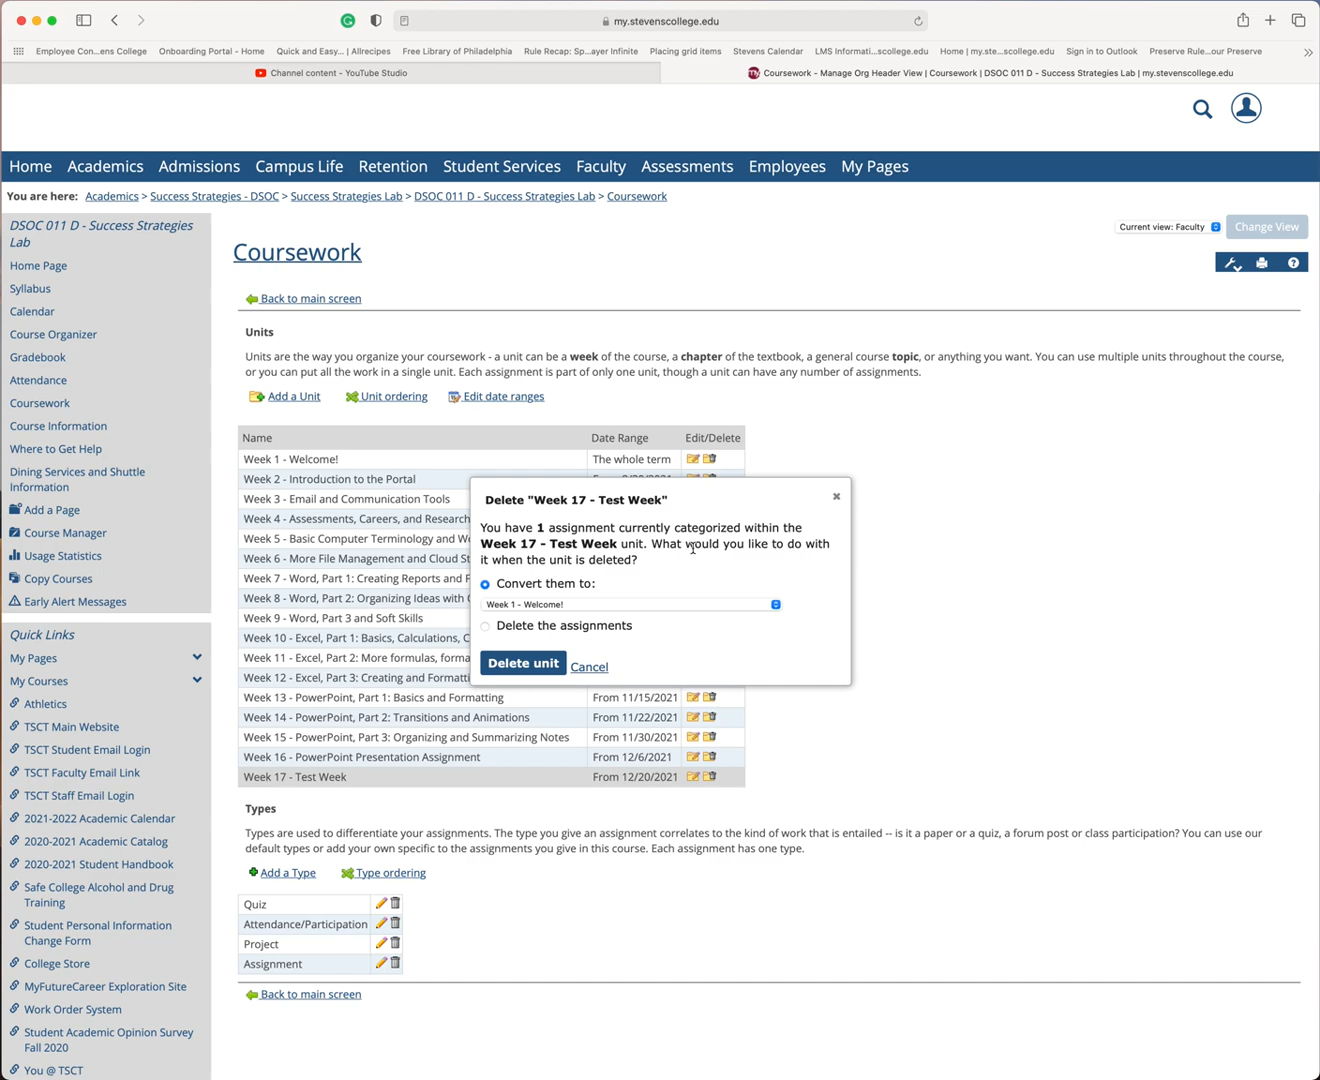 my.stevenscollege.edu
Employee Con...ens College Onboarding Portal - Home Quick and Easy... | Allrecipes Free Library of Philadelphia Rule Recap: Sp...ayer Infinite Placing grid items Stevens Calendar LMS Informati...scollege.edu Home | my.ste...scollege.edu Sign in to Outlook Preserve Rule...our Preserve
Channel content - YouTube Studio
Coursework - Manage Org Header View | Coursework | DSOC 011 D - Success Strategies Lab | my.stevenscollege.edu
Home Academics Admissions Campus Life Retention Student Services Faculty Assessments Employees My Pages
You are here: Academics > Success Strategies - DSOC > Success Strategies Lab > DSOC 011 D - Success Strategies Lab > Coursework
DSOC 011 D - Success Strategies
Lab
Home Page
Syllabus
Calendar
Course Organizer
Gradebook
Attendance
Coursework
Course Information
Where to Get Help
Dining Services and Shuttle
Information
Add a Page
Course Manager
Usage Statistics
Copy Courses
Early Alert Messages
Quick Links
My Pages
My Courses
Athletics
TSCT Main Website
TSCT Student Email Login
TSCT Faculty Email Link
TSCT Staff Email Login
2021-2022 Academic Calendar
2020-2021 Academic Catalog
2020-2021 Student Handbook
Safe College Alcohol and Drug
Training
Student Personal Information
Change Form
College Store
MyFutureCareer Exploration Site
Work Order System
Student Academic Opinion Survey
Fall 2020
You @ TSCT
Current view: Faculty Change View
Coursework
Back to main screen
Units
Units are the way you organize your coursework - a unit can be a week of the course, a chapter of the textbook, a general course topic, or anything you want. You can use multiple units throughout the course,
or you can put all the work in a single unit. Each assignment is part of only one unit, though a unit can have any number of assignments.
Add a Unit Unit ordering Edit date ranges
Name Date Range Edit/Delete
Week 1 - Welcome! The whole term
Week 2 - Introduction to the Portal
Week 3 - Email and Communication Tools
Week 4 - Assessments, Careers, and Research
Week 5 - Basic Computer Terminology and
Week 6 - More File Management and Cloud
Week 7 - Word, Part 1: Creating Reports and
Week 8 - Word, Part 2: Organizing Ideas with
Week 9 - Word, Part 3 and Soft Skills
Week 10 - Excel, Part 1: Basics, Calculations,
Week 11 - Excel, Part 2: More formulas,
Week 12 - Excel, Part 3: Creating and
Week 13 - PowerPoint, Part 1: Basics and Formatting From 11/15/2021
Week 14 - PowerPoint, Part 2: Transitions and Animations From 11/22/2021
Week 15 - PowerPoint, Part 3: Organizing and Summarizing Notes From 11/30/2021
Week 16 - PowerPoint Presentation Assignment From 12/6/2021
Week 17 - Test Week From 12/20/2021
Delete "Week 17 - Test Week"
You have 1 assignment currently categorized within the
Week 17 - Test Week unit. What would you like to do with
it when the unit is deleted?
Convert them to:
Week 1 - Welcome!
Delete the assignments
Delete unit Cancel
Types
Types are used to differentiate your assignments. The type you give an assignment correlates to the kind of work that is entailed -- is it a paper or a quiz, a forum post or class participation? You can use our
default types or add your own specific to the assignments you give in this course. Each assignment has one type.
Add a Type Type ordering
Quiz
Attendance/Participation
Project
Assignment
Back to main screen